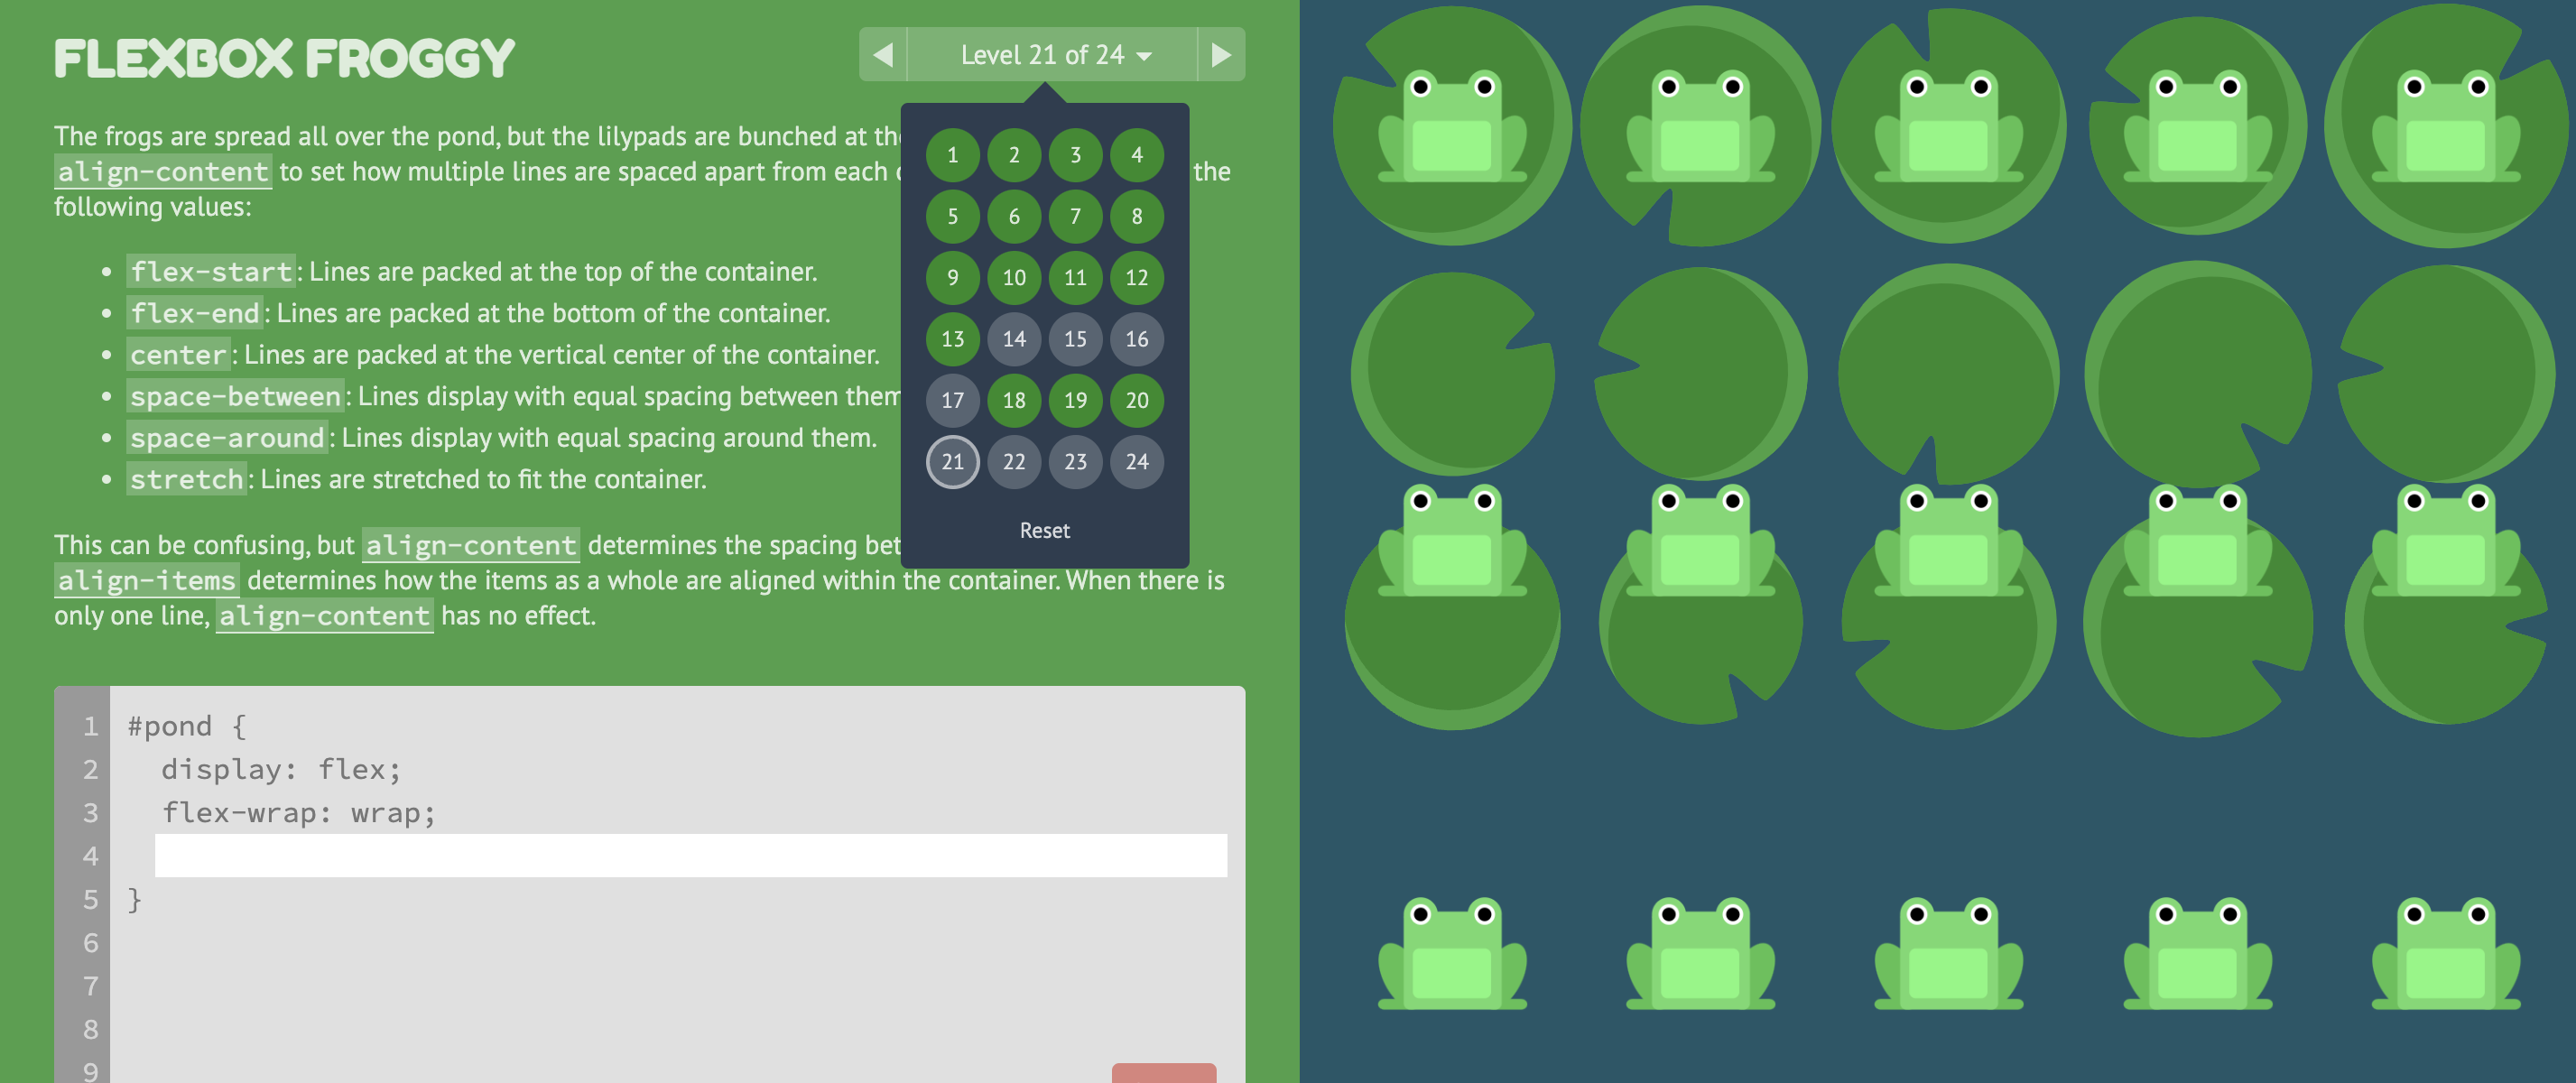 FLEXBOX FROGGY
Level 21 of 24
The frogs are spread all over the pond, but the lilypads are bunched at
align-content to set how multiple lines are spaced apart from each the
following values:
flex-start: Lines are packed at the top of the container.
flex-end: Lines are packed at the bottom of the container.
center: Lines are packed at the vertical center of the container.
space-between: Lines display with equal spacing between them
space-around: Lines display with equal spacing around them.
stretch: Lines are stretched to fit the container.
This can be confusing, but align-content determines the spacing
align-items determines how the items as a whole are aligned within the container. When there is
only one line, align-content has no effect.
1 2 3 4
5 6 7 8
9 10 11 12
13 14 15 16
17 18 19 20
21 22 23 24
Reset
1 #pond {
2 display: flex;
3 flex-wrap: wrap;
4
5 }
6
7
8
9